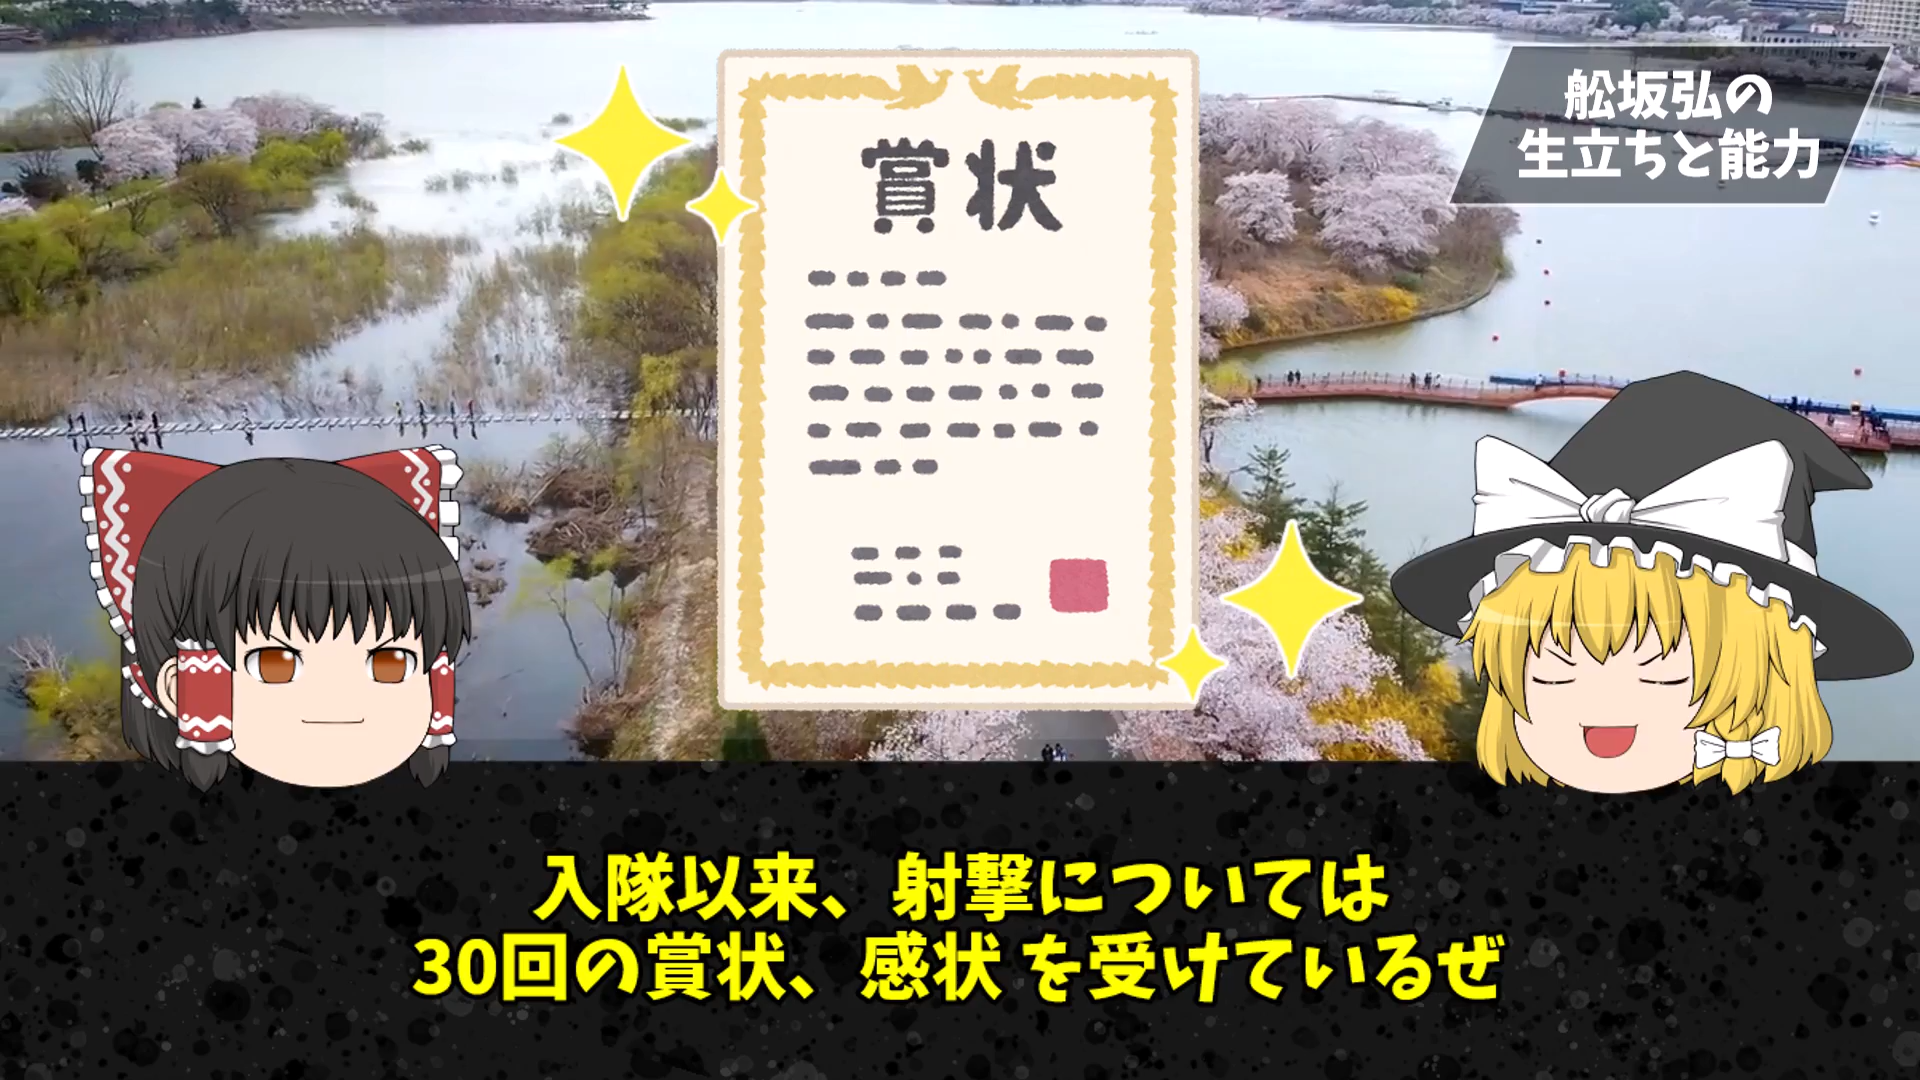 舩坂弘の
生立ちと能力
賞状
入隊以来、射撃については
30回の賞状、感状を受けているぜ